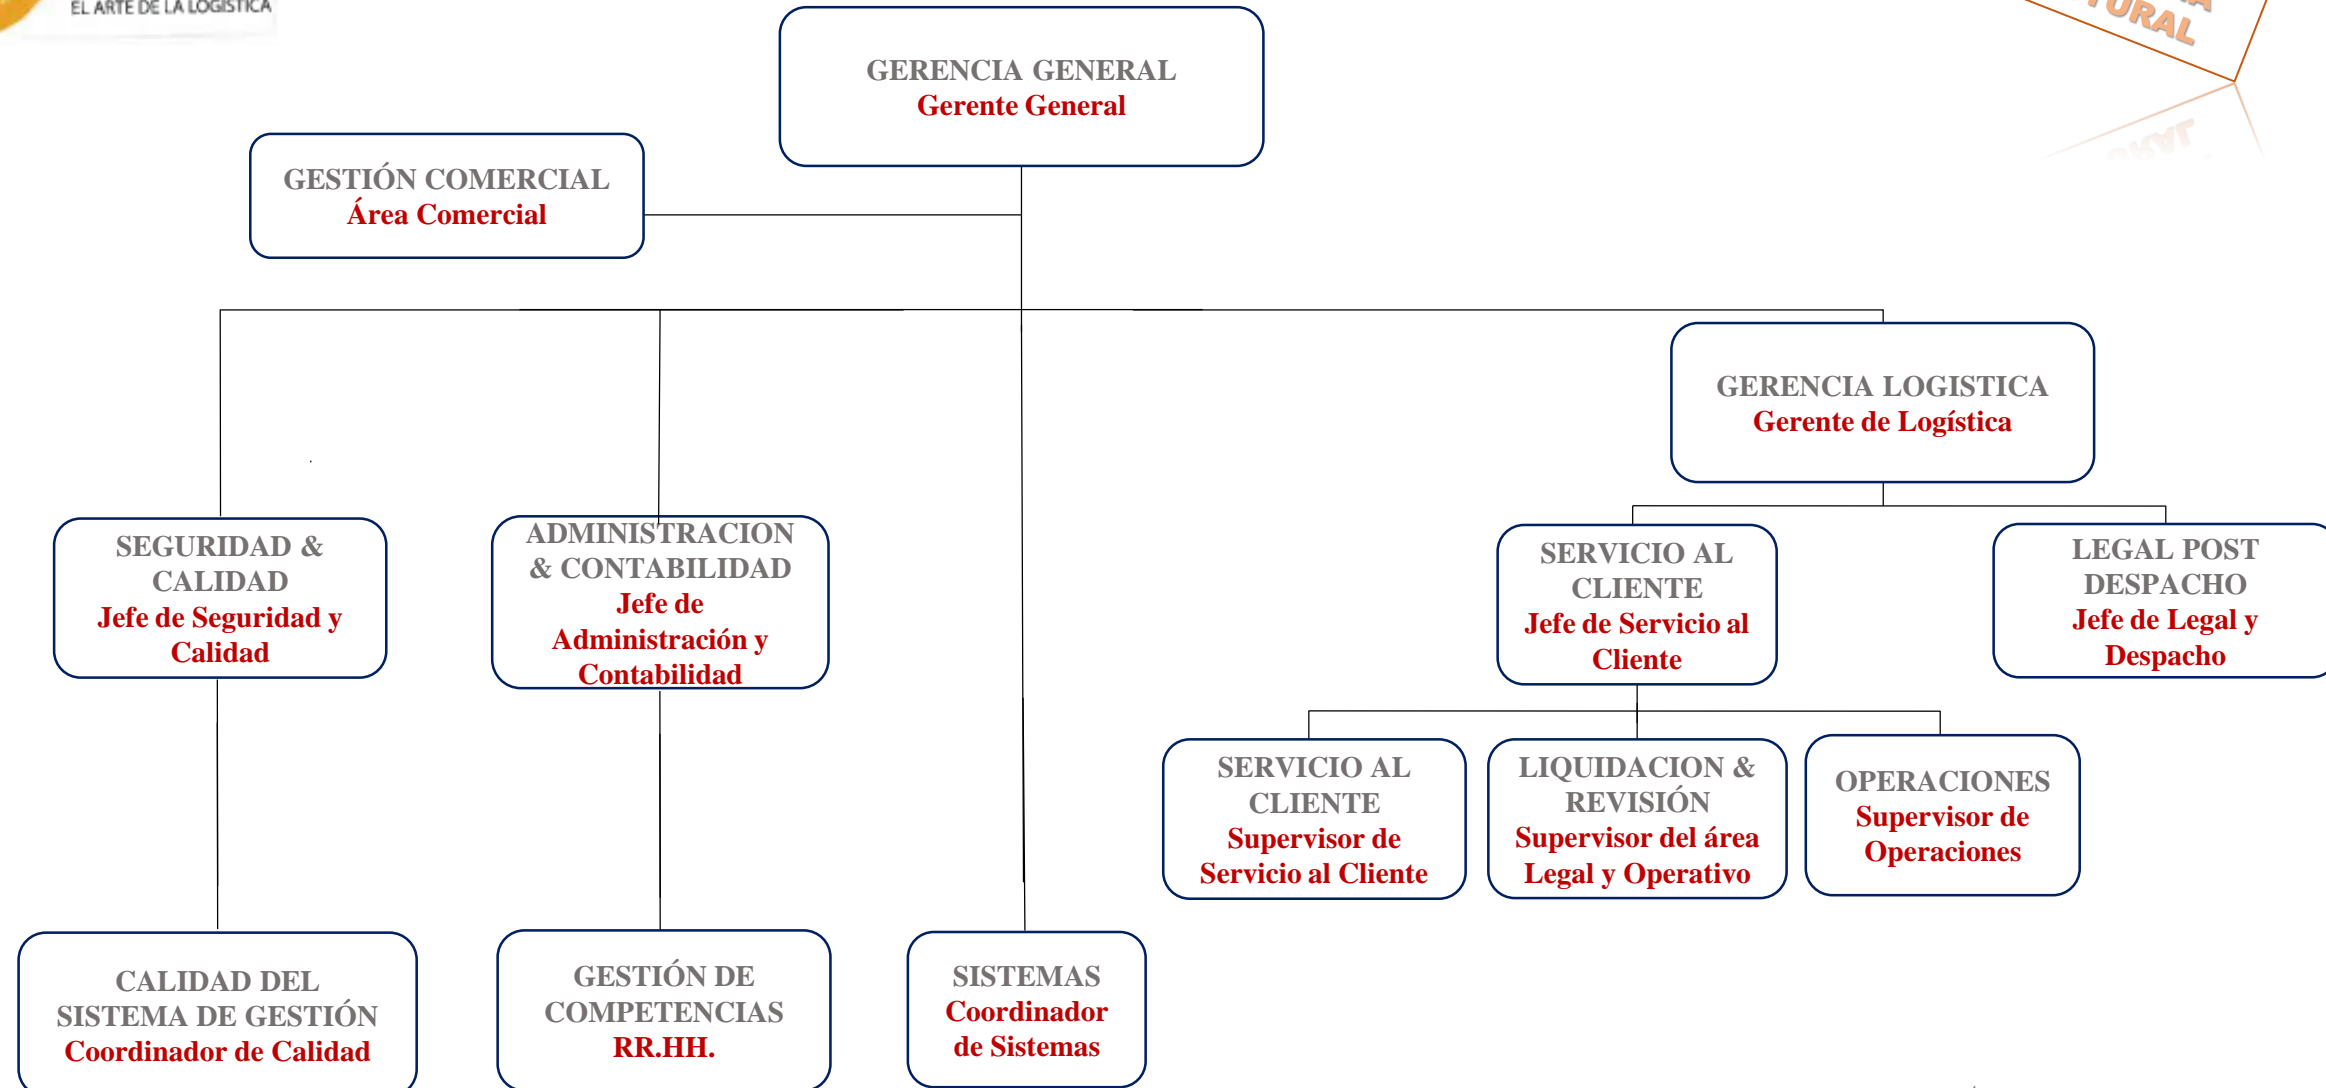 EL ARTE DE LA LOGISTICA
TURAL
GERENCIA GENERAL
Gerente General
GESTIÓN COMERCIAL
Área Comercial
GERENCIA LOGISTICA
Gerente de Logística
SEGURIDAD &
CALIDAD
Jefe de Seguridad y
Calidad
ADMINISTRACION
& CONTABILIDAD
Jefe de
Administración y
Contabilidad
SERVICIO AL
CLIENTE
Jefe de Servicio al
Cliente
LEGAL POST
DESPACHO
Jefe de Legal y
Despacho
SERVICIO AL
CLIENTE
Supervisor de
Servicio al Cliente
LIQUIDACION &
REVISIÓN
Supervisor del área
Legal y Operativo
OPERACIONES
Supervisor de
Operaciones
CALIDAD DEL
SISTEMA DE GESTIÓN
Coordinador de Calidad
GESTIÓN DE
COMPETENCIAS
RR.HH.
SISTEMAS
Coordinador
de Sistemas